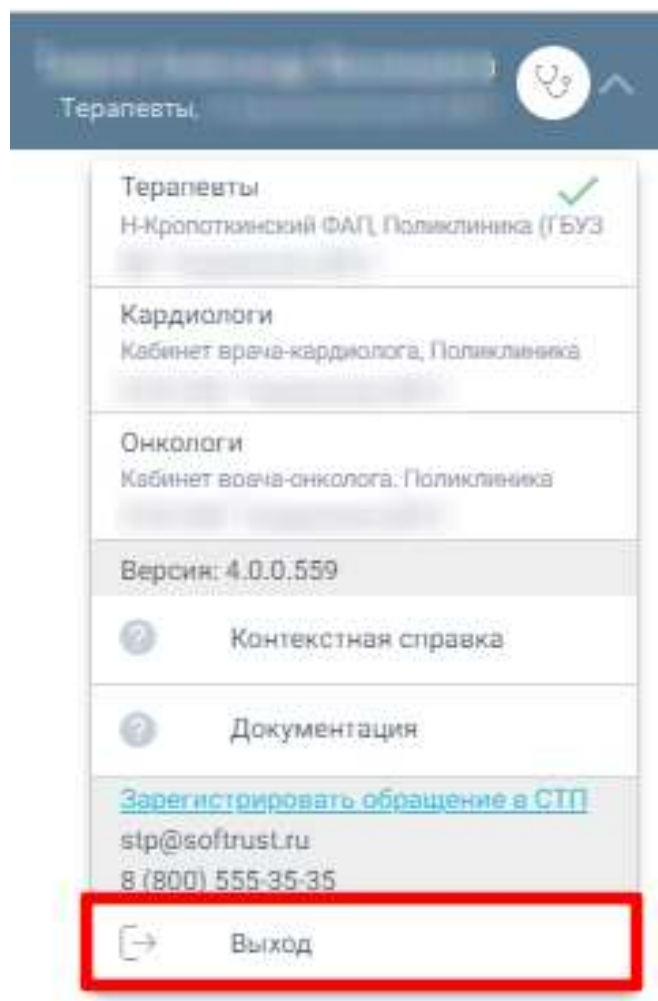 Терапевты,
Терапевты
Н-Кропоткинский ФАП, Поликлиника (ГБУЗ
Кардиологи
Кабинет врача-кардиолога, Поликлиника
Онкологи
Кабинет врача-онколога, Поликлиника
Версия: 4.0.0.559
Контекстная справка
Документация
Зарегистрировать обращение в СТП
stp@softrust.ru
8 (800) 555-35-35
Выход